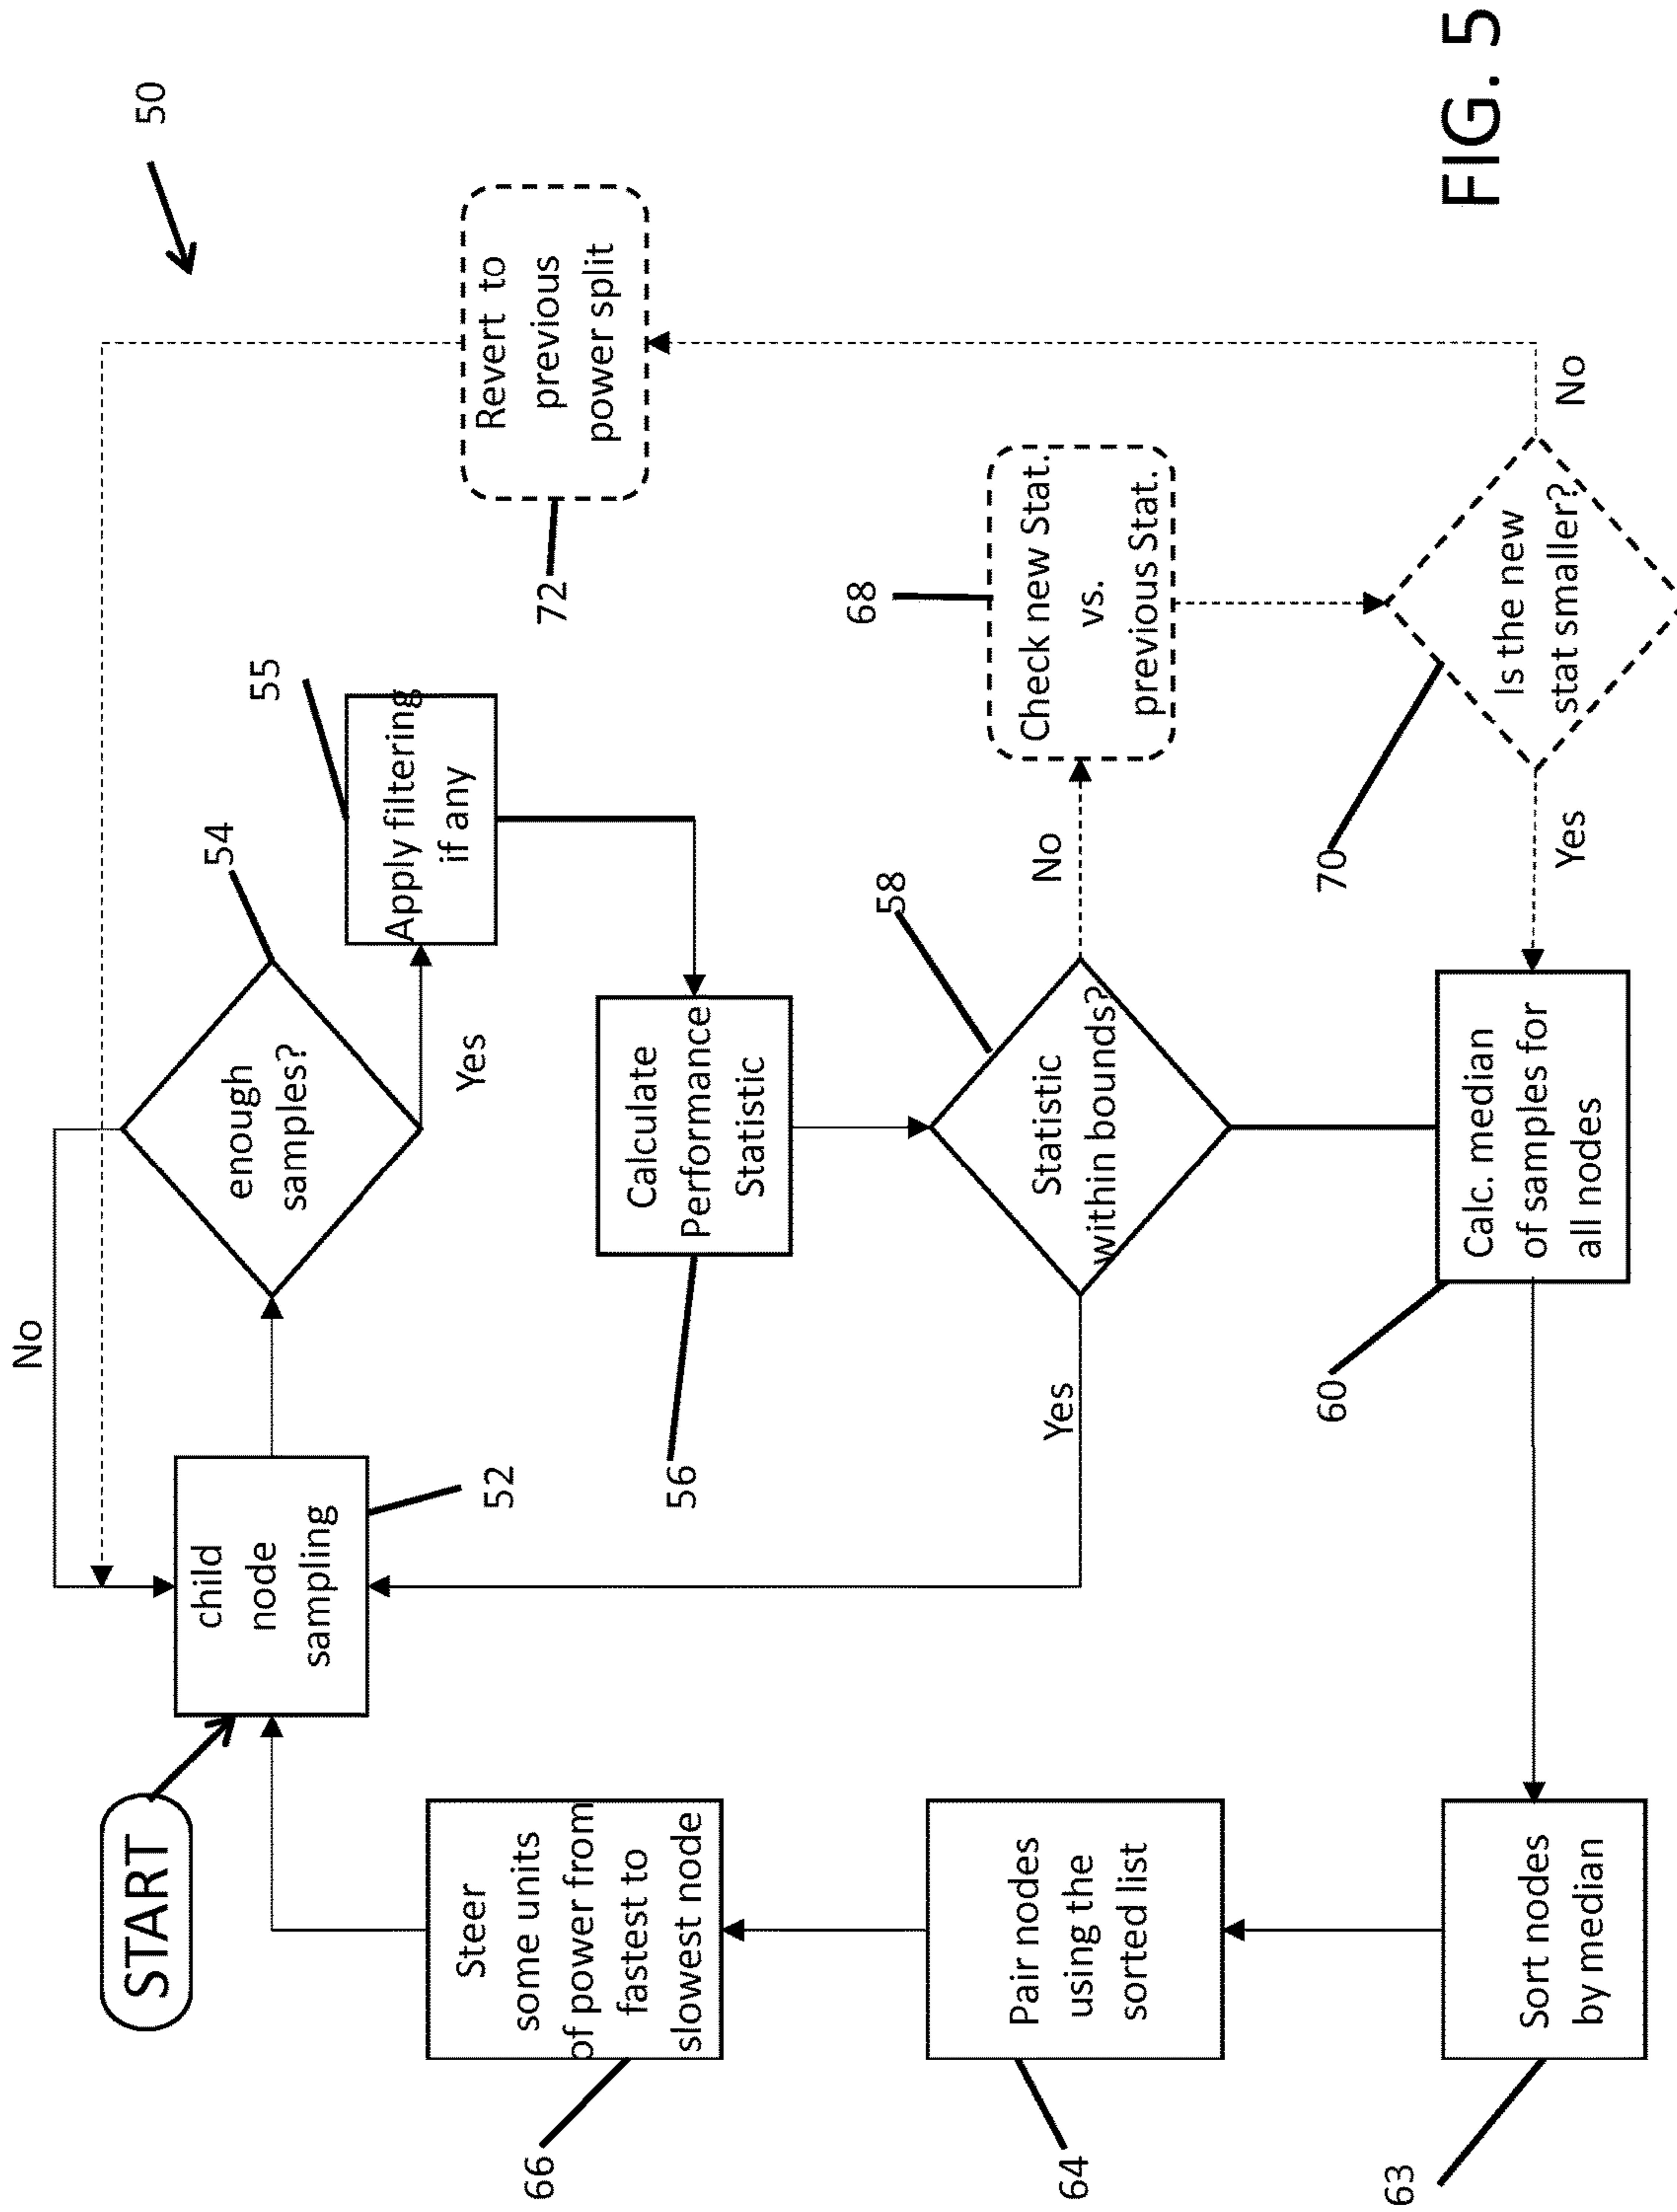 50
START
child
node
sampling
52
No
enough
samples?
54
Yes
Apply filtering
if any
55
Calculate
Performance
Statistic
56
Statistic
within bounds?
58
Yes
No
Check new Stat.
vs.
previous Stat.
68
Is the new
stat smaller?
70
No
Yes
Revert to
previous
power split
72
Calc. median
of samples for
all nodes
60
Sort nodes
by median
63
Pair nodes
using the
sorted list
64
Steer
some units
of power from
fastest to
slowest node
66
FIG. 5